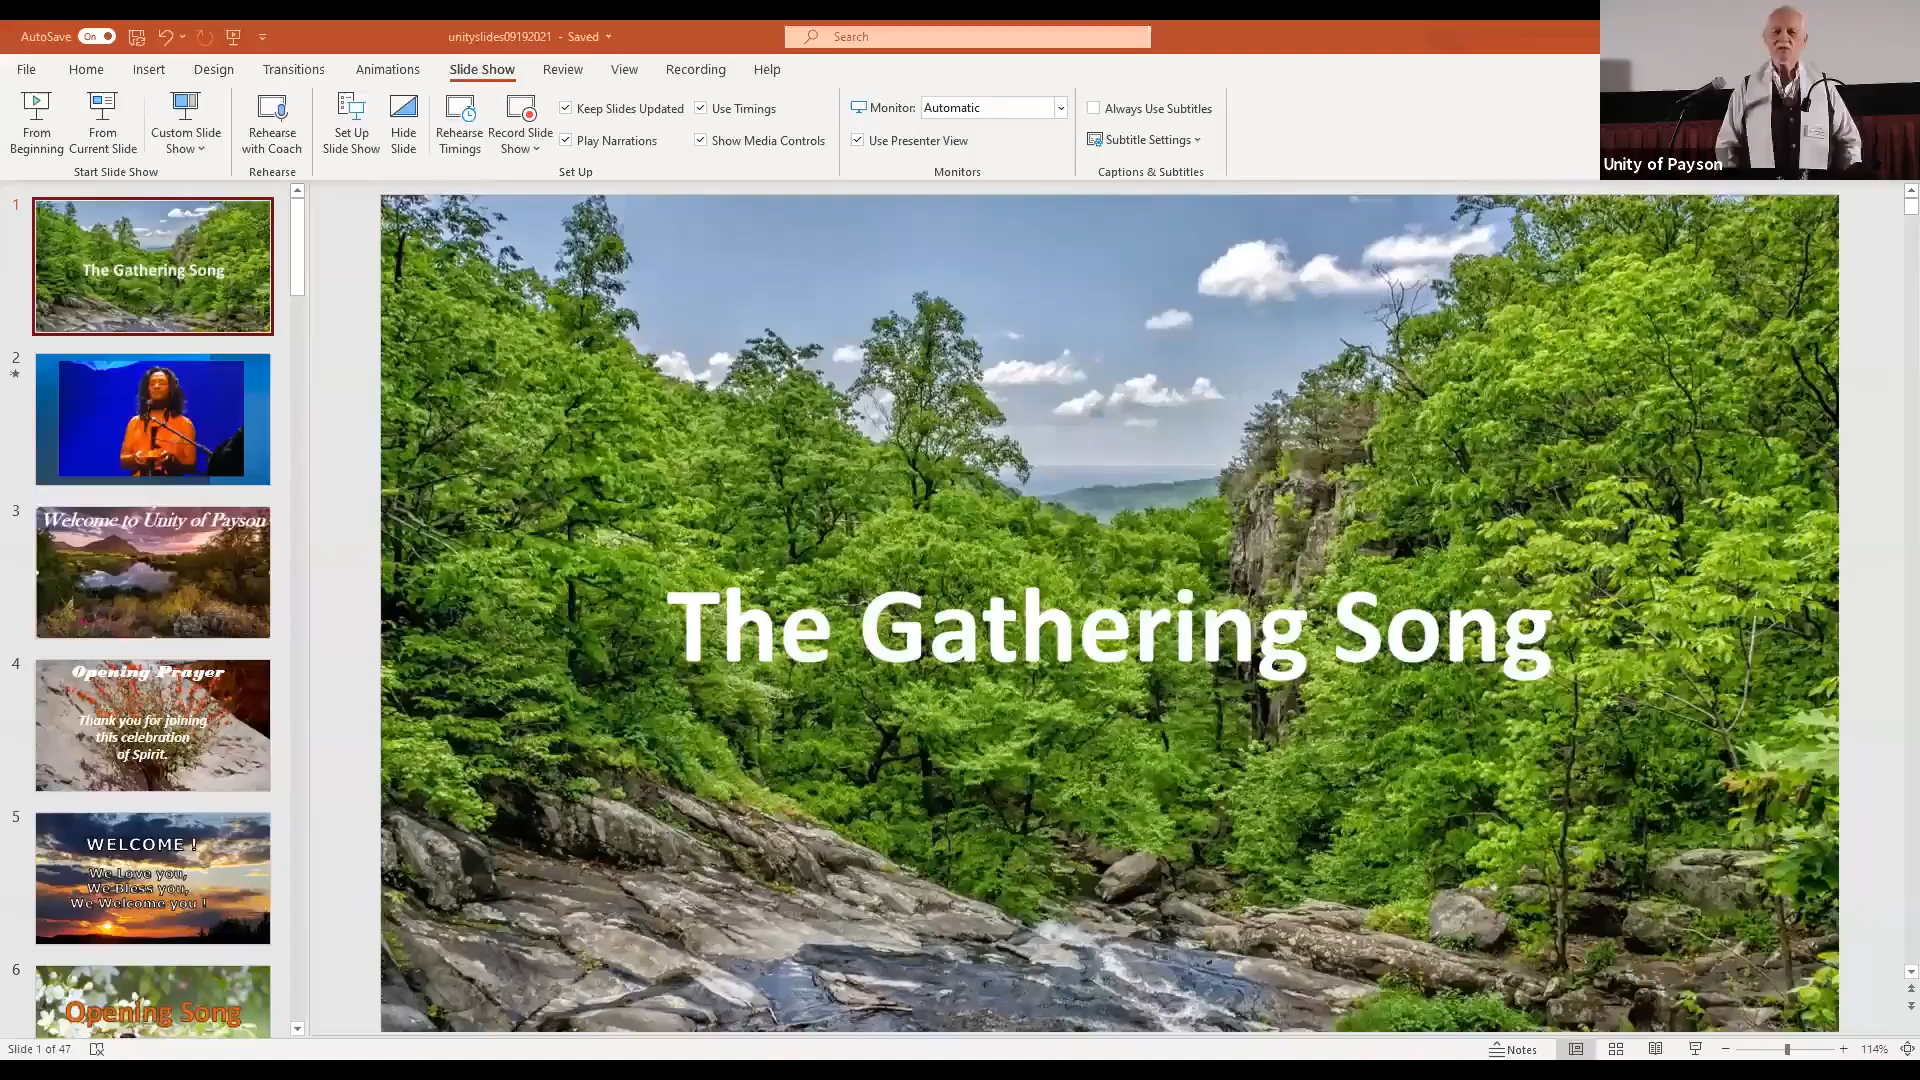 AutoSave On
unityslides09192021 - Saved
Search
File Home Insert Design Transitions Animations Slide Show Review View Recording Help
From Beginning
From Current Slide
Custom Slide Show
Start Slide Show
Rehearse with Coach
Rehearse
Set Up Slide Show
Hide Slide
Rehearse Timings
Record Slide Show
Keep Slides Updated
Play Narrations
Use Timings
Show Media Controls
Set Up
Monitor: Automatic
Use Presenter View
Monitors
Always Use Subtitles
Subtitle Settings
Captions & Subtitles
Unity of Payson
1
The Gathering Song
2
3
Welcome to Unity of Payson
4
Opening Prayer
Thank you for joining
this celebration
of Spirit.
5
WELCOME !
We Love you,
We Bless you,
We Welcome you !
6
Opening Song
The Gathering Song
Slide 1 of 47
Notes
114%